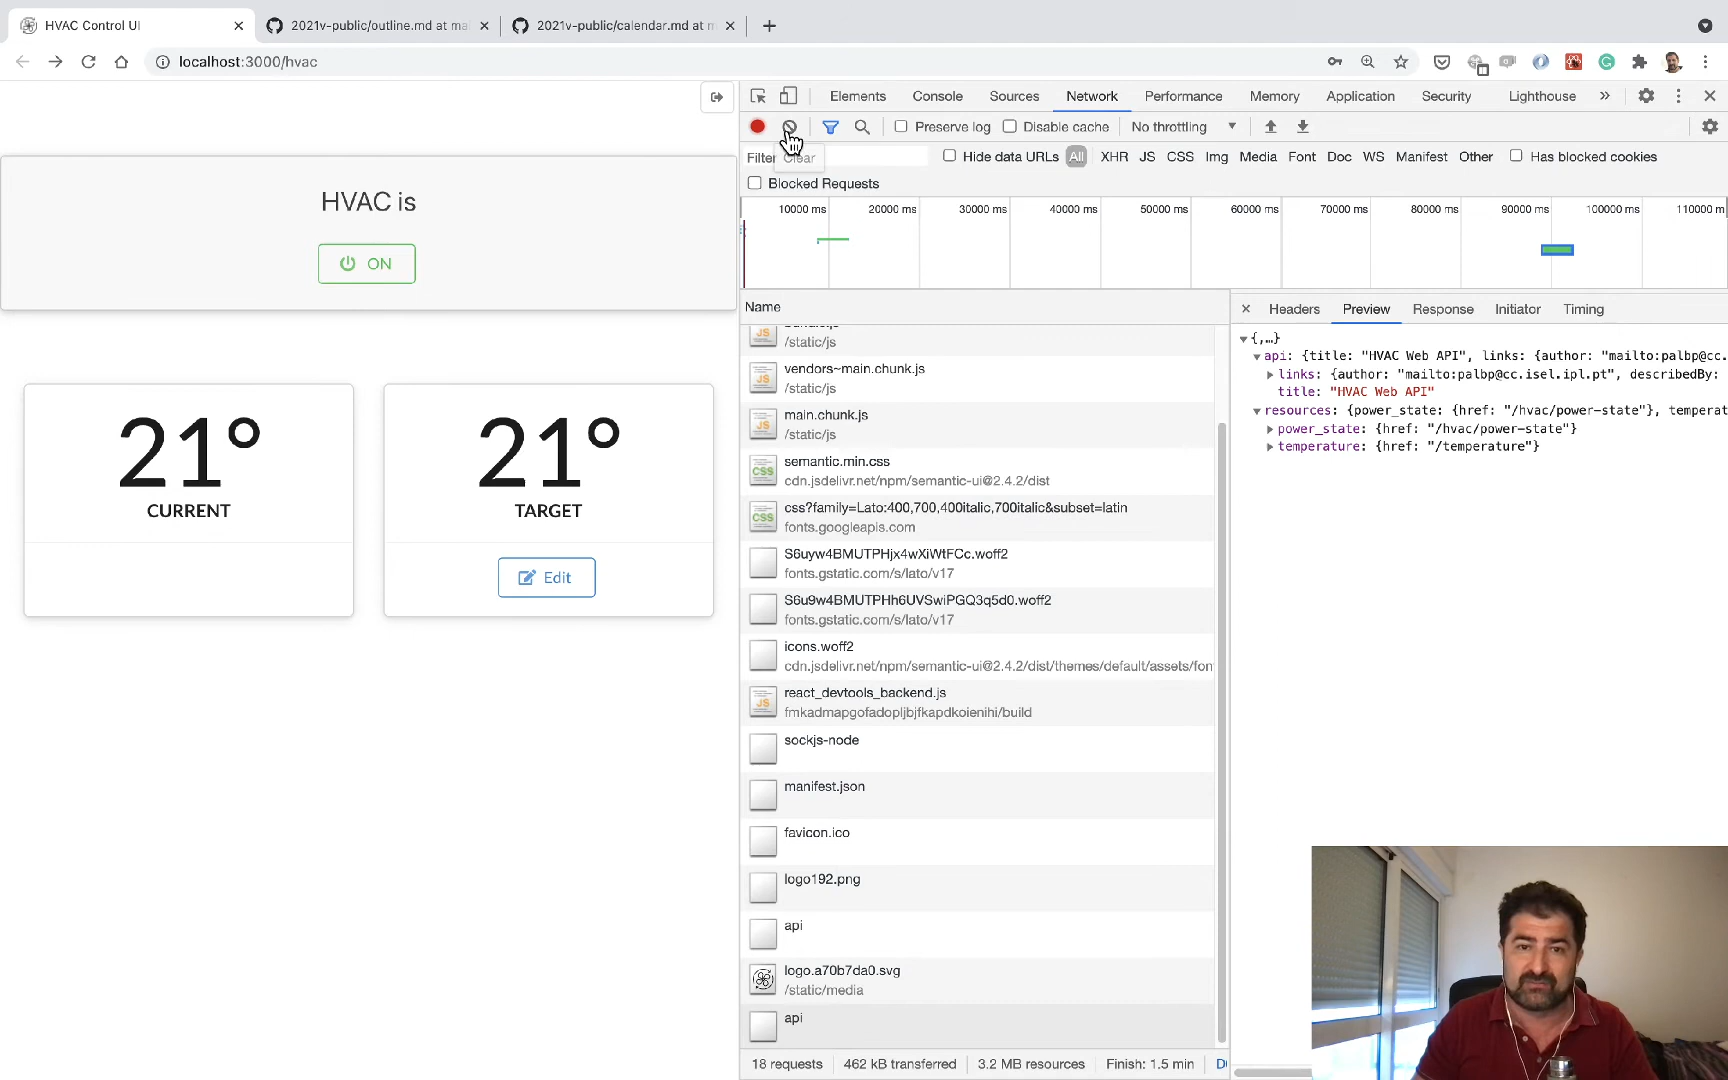 HVAC Control UI
2021v-public/outline.md at mai
2021v-public/calendar.md at m
localhost:3000/hvac
Elements Console Sources Network Performance Memory Application Security Lighthouse
Preserve log Disable cache No throttling
Filter Clear Hide data URLs All XHR JS CSS Img Media Font Doc WS Manifest Other Has blocked cookies
Blocked Requests
10000 ms 20000 ms 30000 ms 40000 ms 50000 ms 60000 ms 70000 ms 80000 ms 90000 ms 100000 ms 110000 m
HVAC is
ON
21°
CURRENT
21°
TARGET
Edit
Name
/static/js
vendors~main.chunk.js
/static/js
main.chunk.js
/static/js
semantic.min.css
cdn.jsdelivr.net/npm/semantic-ui@2.4.2/dist
css?family=Lato:400,700,400italic,700italic&subset=latin
fonts.googleapis.com
S6uyw4BMUTPHjx4wXiWtFCc.woff2
fonts.gstatic.com/s/lato/v17
S6u9w4BMUTPHh6UVSwiPGQ3q5d0.woff2
fonts.gstatic.com/s/lato/v17
icons.woff2
cdn.jsdelivr.net/npm/semantic-ui@2.4.2/dist/themes/default/assets/fon
react_devtools_backend.js
fmkadmapgofadopljbjfkapdkoienihi/build
sockjs-node
manifest.json
favicon.ico
logo192.png
api
logo.a70b7da0.svg
/static/media
api
18 requests 462 kB transferred 3.2 MB resources Finish: 1.5 min
Headers Preview Response Initiator Timing
{,…}
api: {title: "HVAC Web API", links: {author: "mailto:palbp@cc.
links: {author: "mailto:palbp@cc.isel.ipl.pt", describedBy:
title: "HVAC Web API"
resources: {power_state: {href: "/hvac/power-state"}, temperat
power_state: {href: "/hvac/power-state"}
temperature: {href: "/temperature"}